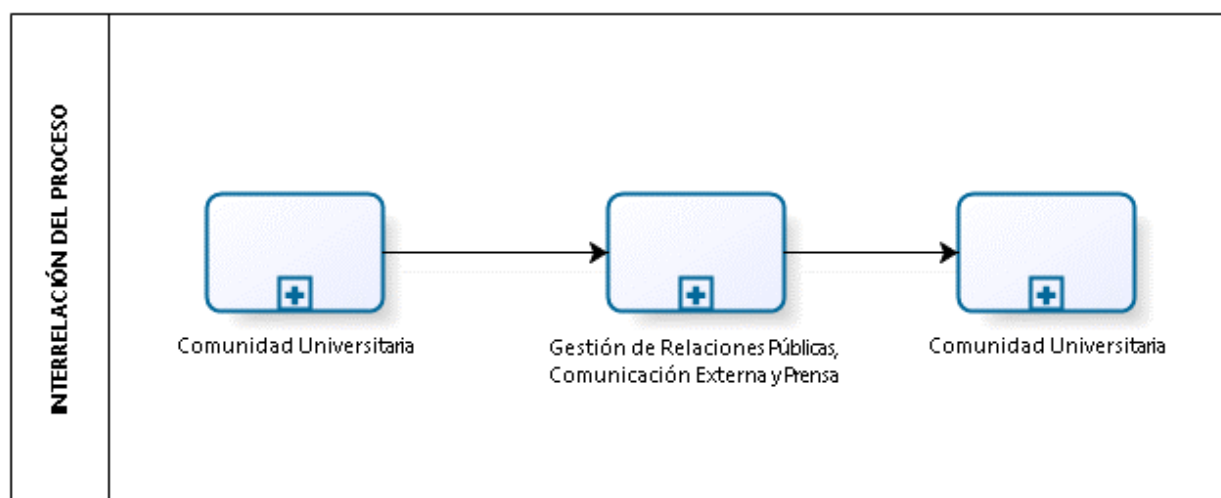 INTERRELACIÓN DEL PROCESO
Comunidad Universitaria
Gestión de Relaciones Públicas,
Comunicación Externa y Prensa
Comunidad Universitaria